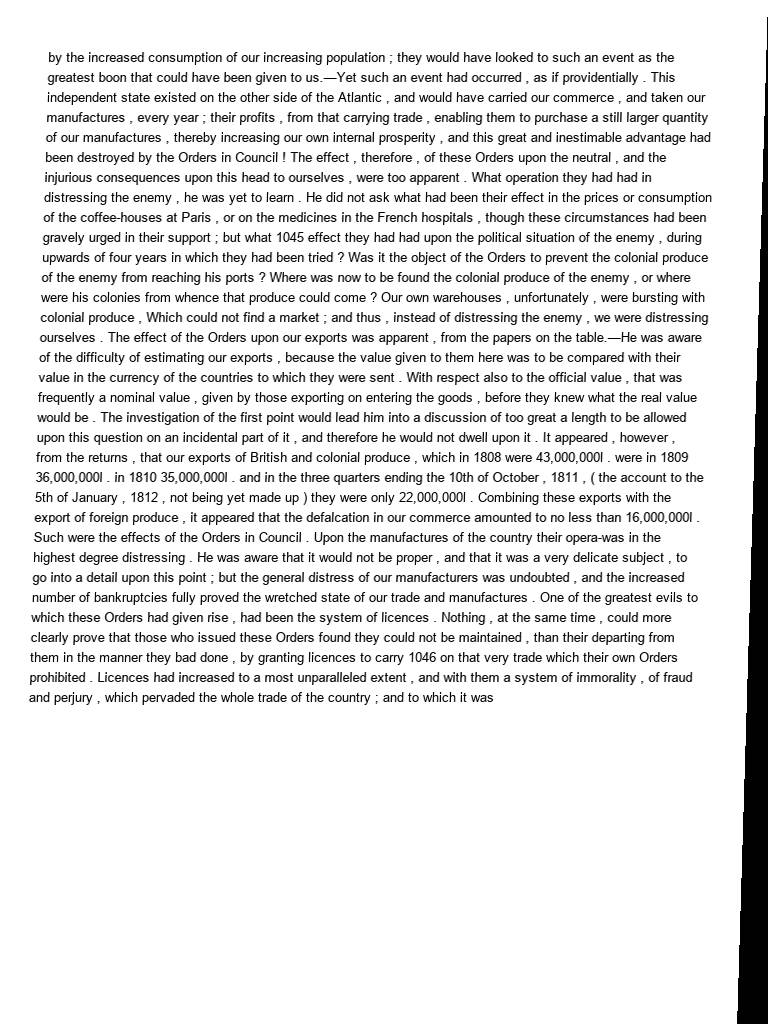 by the increased consumption of our increasing population ; they would have looked to such an event as the
greatest boon that could have been given to us.—Yet such an event had occurred , as if providentially . This
independent state existed on the other side of the Atlantic , and would have carried our commerce , and taken our
manufactures , every year ; their profits , from that carrying trade , enabling them to purchase a still larger quantity
of our manufactures , thereby increasing our own internal prosperity , and this great and inestimable advantage had
been destroyed by the Orders in Council ! The effect , therefore , of these Orders upon the neutral , and the
injurious consequences upon this head to ourselves , were too apparent . What operation they had had in
distressing the enemy , he was yet to learn . He did not ask what had been their effect in the prices or consumption
of the coffee-houses at Paris , or on the medicines in the French hospitals , though these circumstances had been
gravely urged in their support ; but what 1045 effect they had had upon the political situation of the enemy , during
upwards of four years in which they had been tried ? Was it the object of the Orders to prevent the colonial produce
of the enemy from reaching his ports ? Where was now to be found the colonial produce of the enemy , or where
were his colonies from whence that produce could come ? Our own warehouses , unfortunately , were bursting with
colonial produce , Which could not find a market ; and thus , instead of distressing the enemy , we were distressing
ourselves . The effect of the Orders upon our exports was apparent , from the papers on the table.—He was aware
of the difficulty of estimating our exports , because the value given to them here was to be compared with their
value in the currency of the countries to which they were sent . With respect also to the official value , that was
frequently a nominal value , given by those exporting on entering the goods , before they knew what the real value
would be . The investigation of the first point would lead him into a discussion of too great a length to be allowed
upon this question on an incidental part of it , and therefore he would not dwell upon it . It appeared , however ,
from the returns , that our exports of British and colonial produce , which in 1808 were 43,000,000l . were in 1809
36,000,000l . in 1810 35,000,000l . and in the three quarters ending the 10th of October , 1811 , ( the account to the
5th of January , 1812 , not being yet made up ) they were only 22,000,000l . Combining these exports with the
export of foreign produce , it appeared that the defalcation in our commerce amounted to no less than 16,000,000l .
Such were the effects of the Orders in Council . Upon the manufactures of the country their opera-was in the
highest degree distressing . He was aware that it would not be proper , and that it was a very delicate subject , to
go into a detail upon this point ; but the general distress of our manufacturers was undoubted , and the increased
number of bankruptcies fully proved the wretched state of our trade and manufactures . One of the greatest evils to
which these Orders had given rise , had been the system of licences . Nothing , at the same time , could more
clearly prove that those who issued these Orders found they could not be maintained , than their departing from
them in the manner they bad done , by granting licences to carry 1046 on that very trade which their own Orders
prohibited . Licences had increased to a most unparalleled extent , and with them a system of immorality , of fraud
and perjury , which pervaded the whole trade of the country ; and to which it was